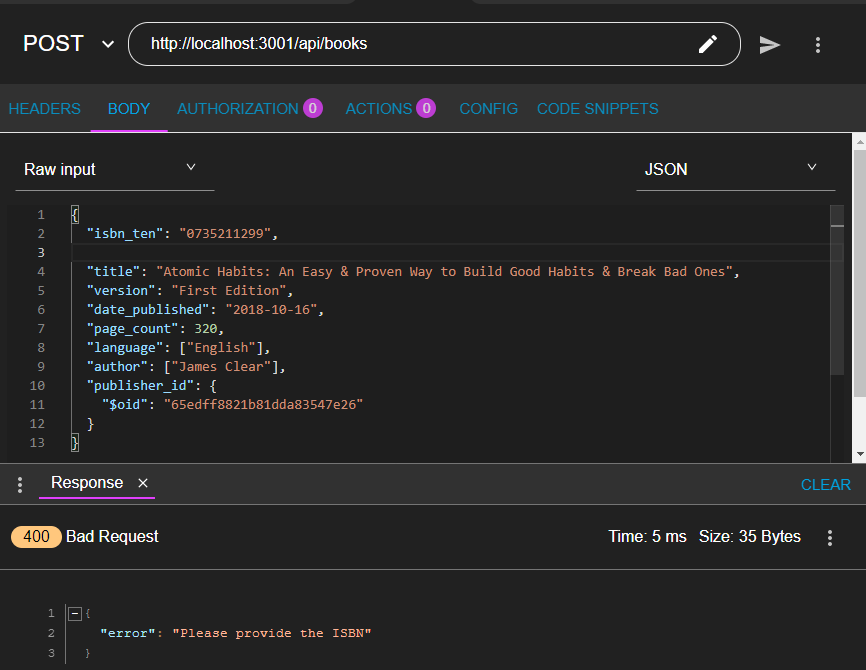 POST http://localhost:3001/api/books
HEADERS BODY AUTHORIZATION 0 ACTIONS 0 CONFIG CODE SNIPPETS
Raw input JSON
1 {
2 "isbn_ten": "0735211299",
3
4 "title": "Atomic Habits: An Easy & Proven Way to Build Good Habits & Break Bad Ones",
5 "version": "First Edition",
6 "date_published": "2018-10-16",
7 "page_count": 320,
8 "language": ["English"],
9 "author": ["James Clear"],
10 "publisher_id": {
11 "$oid": "65edff8821b81dda83547e26"
12 }
13 }
Response ×
CLEAR
400 Bad Request Time: 5 ms Size: 35 Bytes
1 {
2 "error": "Please provide the ISBN"
3 }